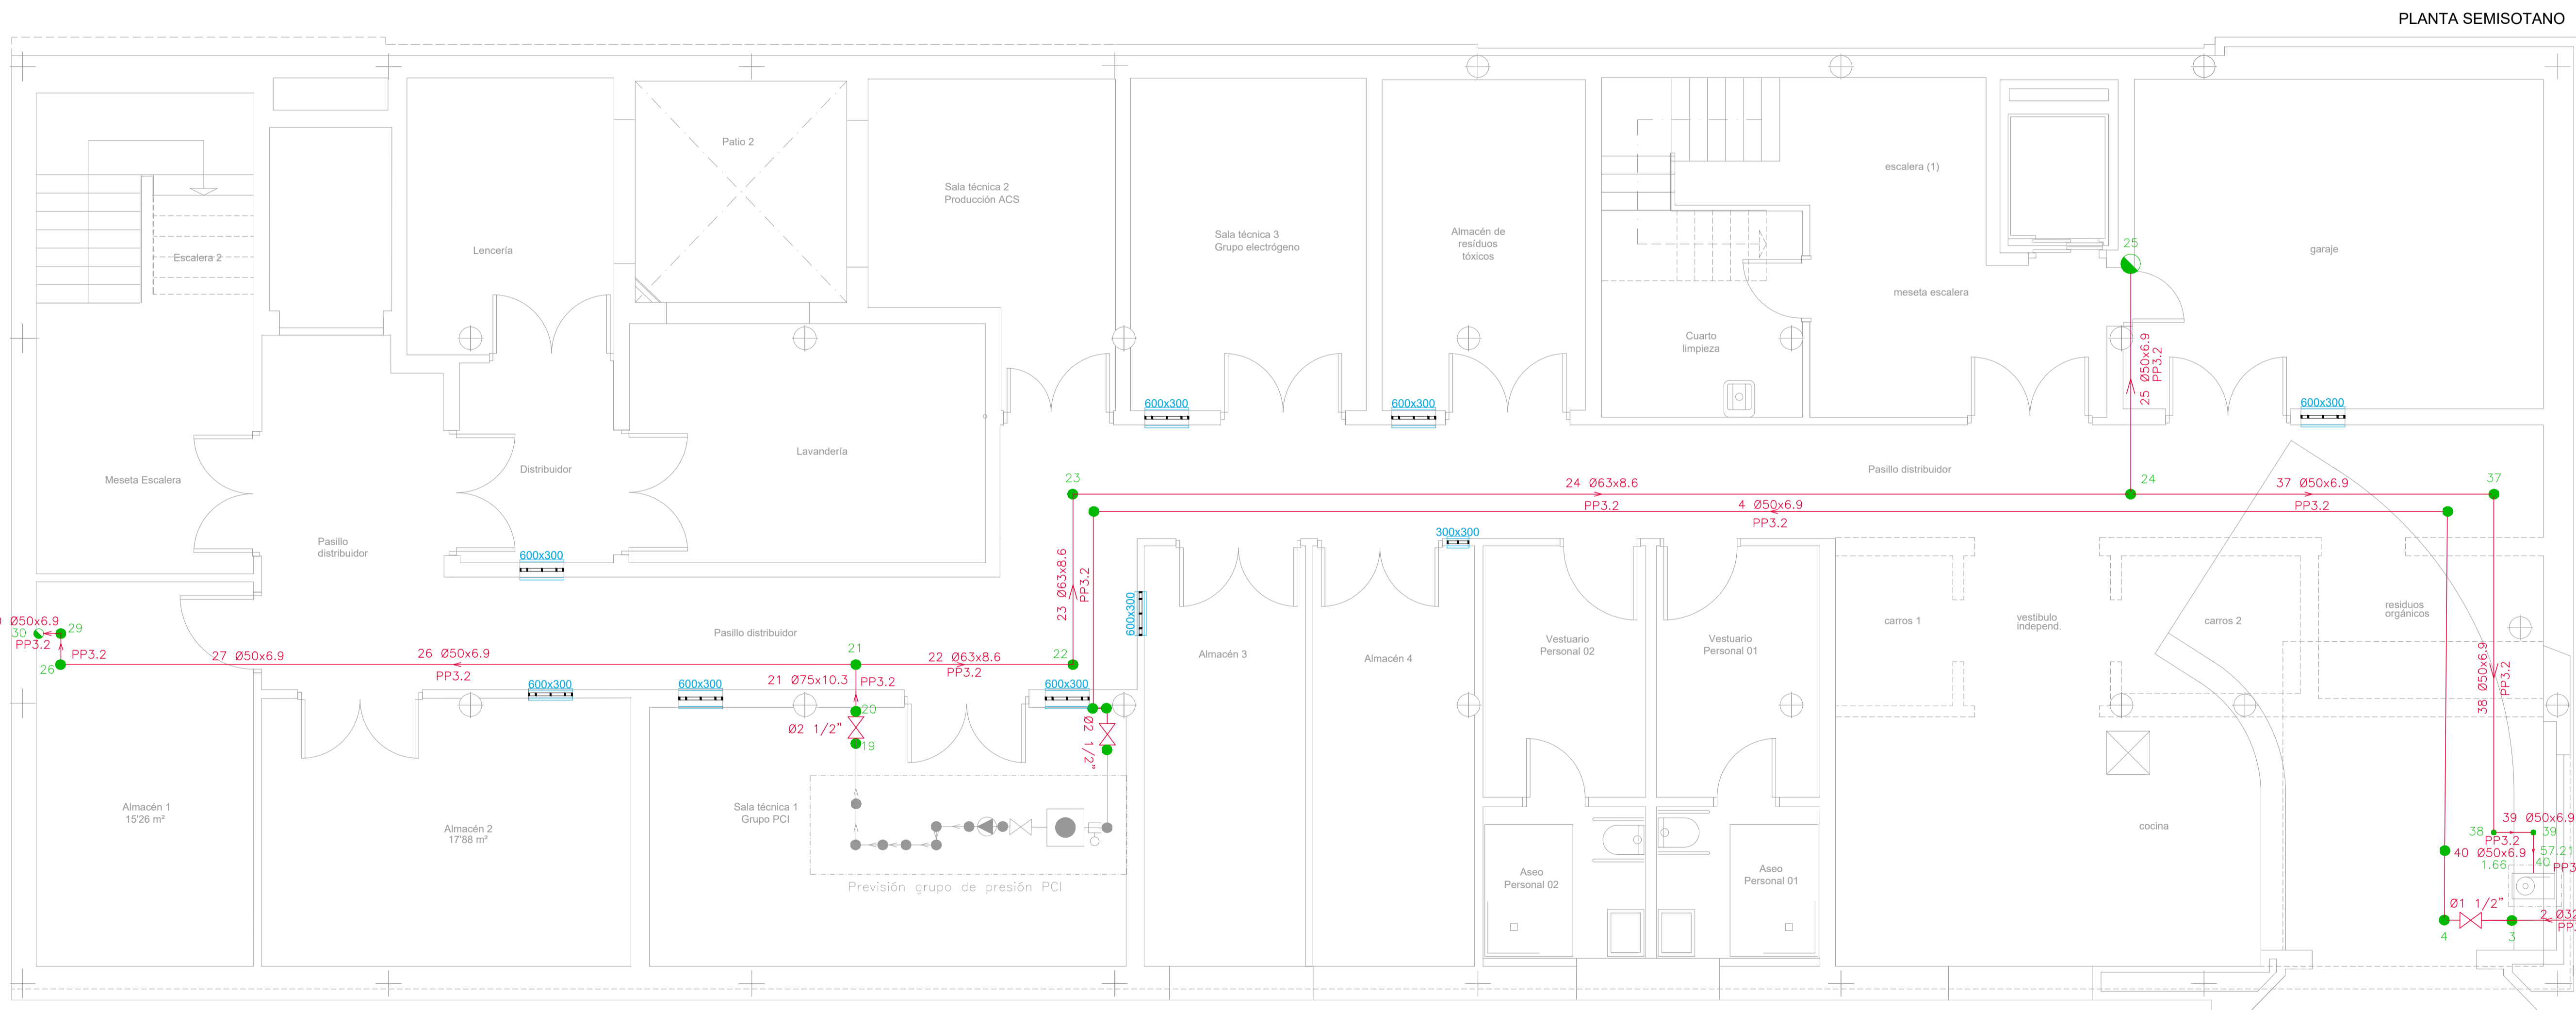 PLANTA SEMISOTANO
Patio 2
Escalera 2
Lencería
Sala técnica 2
Producción ACS
Sala técnica 3
Grupo electrógeno
Almacén de
resíduos
tóxicos
escalera (1)
meseta escalera
garaje
Cuarto
limpieza
25
25 Ø50x6.9
PP3.2
600x300
600x300
600x300
Meseta Escalera
Distribuidor
Lavandería
Pasillo distribuidor
Pasillo
distribuidor
23
24 Ø63x8.6
PP3.2
24
37 Ø50x6.9
PP3.2
37
4 Ø50x6.9
PP3.2
600x300
300x300
23 Ø63x8.6
PP3.2
600x300
Ø50x6.9
30
PP3.2
29
PP3.2
26
27 Ø50x6.9
26 Ø50x6.9
PP3.2
Pasillo distribuidor
21
22 Ø63x8.6
PP3.2
22
21 Ø75x10.3
PP3.2
600x300
600x300
600x300
20
Ø2 1/2"
19
Ø2 1/2"
Almacén 3
Almacén 4
Vestuario
Personal 02
Vestuario
Personal 01
carros 1
vestibulo
independ.
carros 2
residuos
orgánicos
38 Ø50x6.9
PP3.2
Almacén 1
15'26 m²
Almacén 2
17'88 m²
Sala técnica 1
Grupo PCI
Previsión grupo de presión PCI
Aseo
Personal 02
Aseo
Personal 01
cocina
39 Ø50x6.9
38
PP3.2
39
40 Ø50x6.9
57.21
1.66
40
PP3
Ø1 1/2"
4
3
2 Ø32
PP3